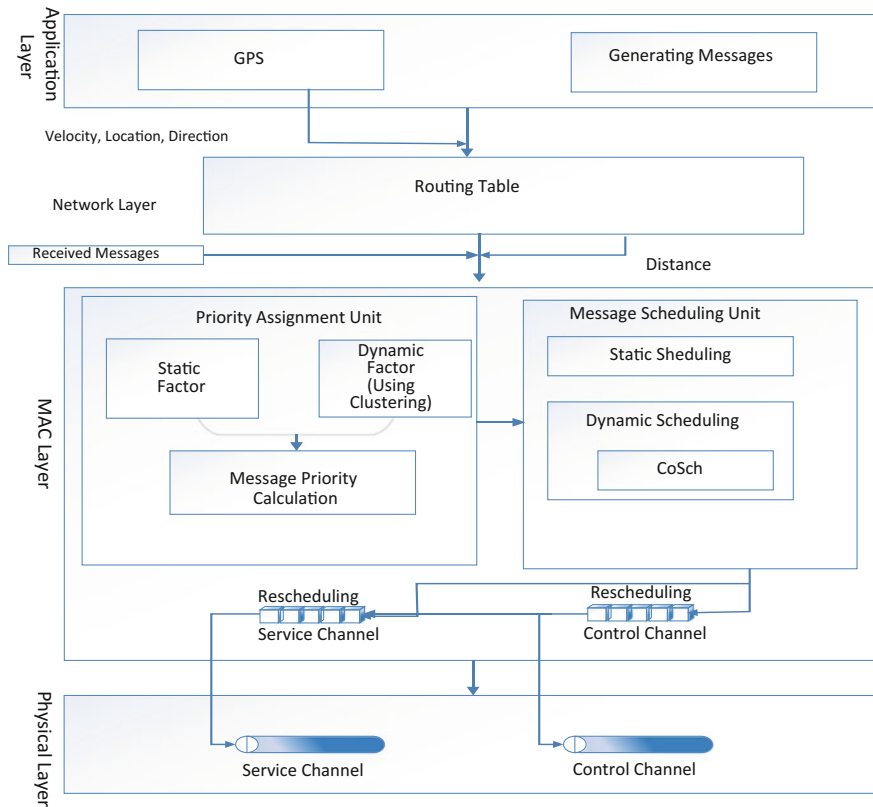 Application
Layer
GPS
Generating Messages
Velocity, Location, Direction
Routing Table
Network Layer
Received Messages
Distance
MAC Layer
Priority Assignment Unit
Static
Factor
Dynamic
Factor
(Using
Clustering)
Message Priority
Calculation
Message Scheduling Unit
Static Sheduling
Dynamic Scheduling
CoSch
Rescheduling
Service Channel
Rescheduling
Control Channel
Physical Layer
Service Channel
Control Channel